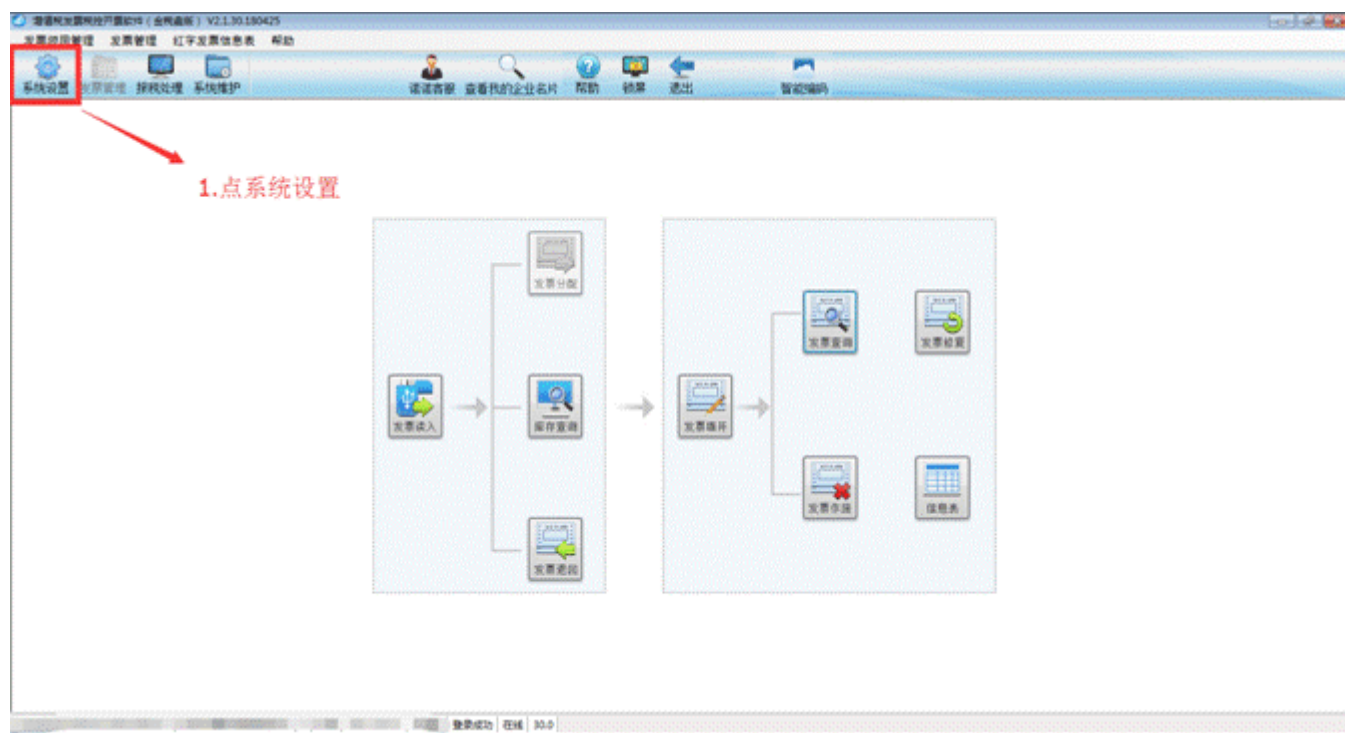 增值税发票税控开票软件(金税盘版) V2.1.30.180425
发票领用管理 发票管理 红字发票信息表 帮助
系统设置 发票管理 报税处理 系统维护 诺诺客服 查看我的企业名片 帮助 锁屏 退出 智能编码
1.点系统设置
发票分配
发票查询 发票修复
发票读入 库存查询 发票填开
发票作废 信息表
发票退回
登录成功 在线 30.0